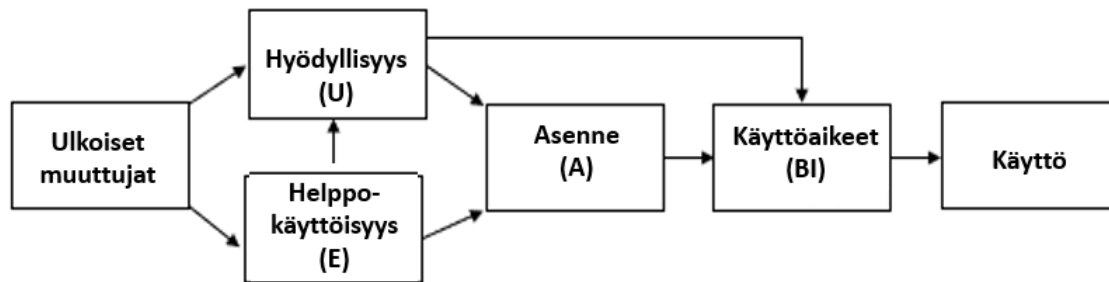 Ulkoiset
muuttujat
Hyödyllisyys
(U)
Helppo-
käyttöisyys
(E)
Asenne
(A)
Käyttöaikeet
(BI)
Käyttö